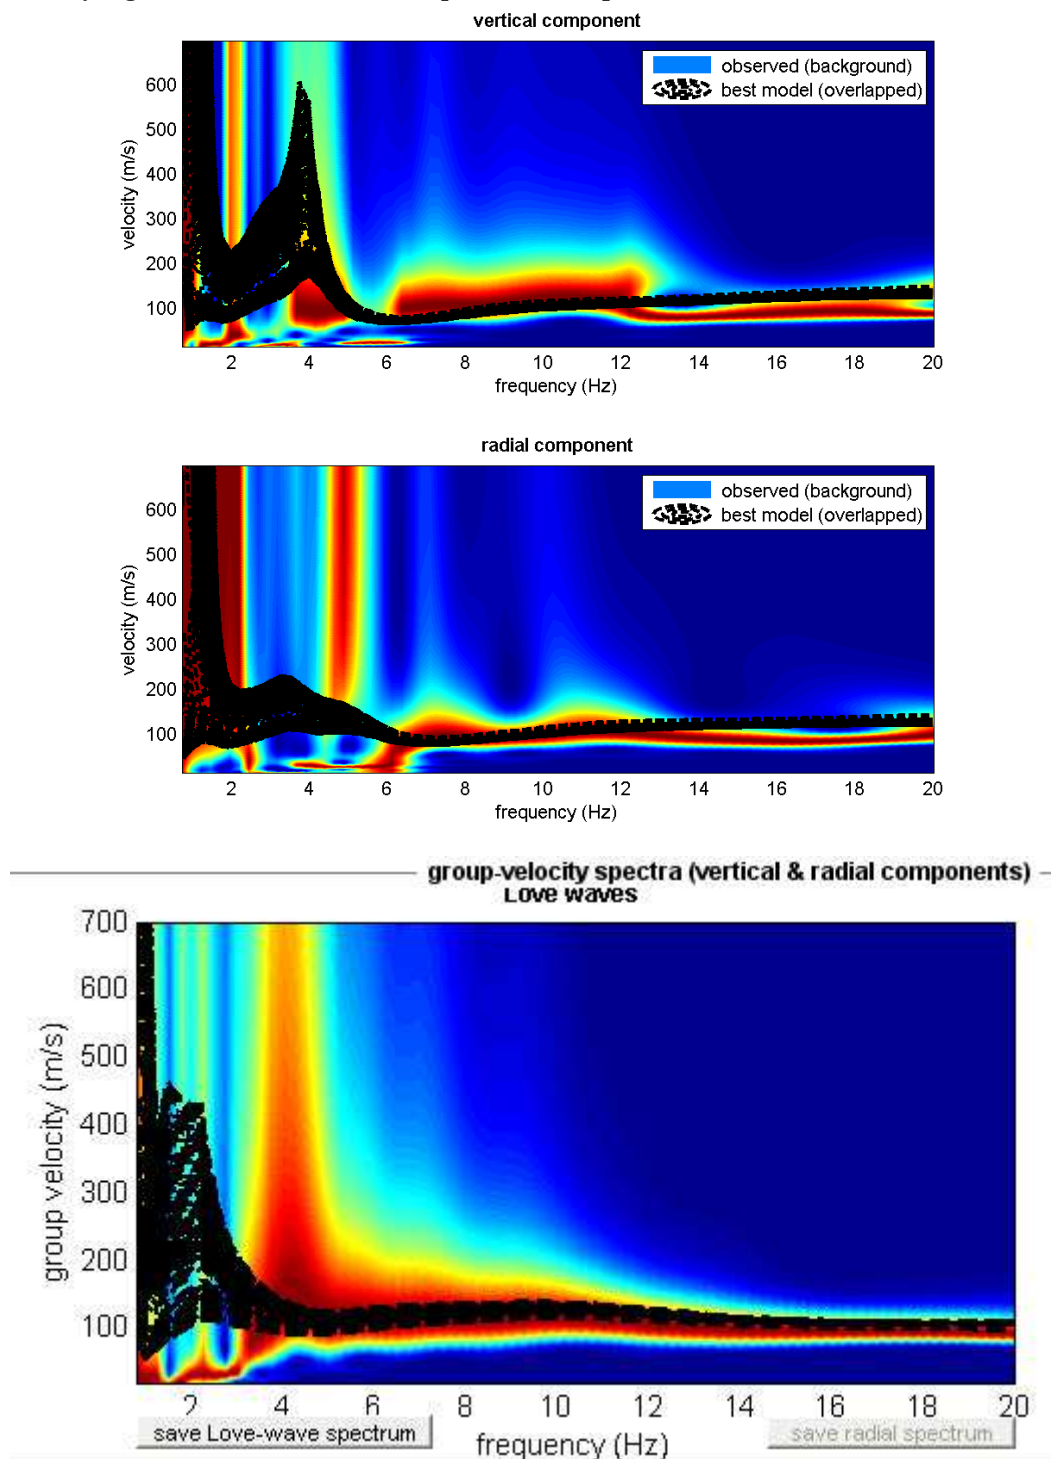 vertical component
observed (background)
best model (overlapped)
600
500
400
300
200
100
velocity (m/s)
2 4 6 8 10 12 14 16 18 20
frequency (Hz)
radial component
observed (background)
best model (overlapped)
600
500
400
300
200
100
velocity (m/s)
2 4 6 8 10 12 14 16 18 20
frequency (Hz)
group-velocity spectra (vertical & radial components)
Love waves
700
600
500
400
300
200
100
group velocity (m/s)
2 4 6 8 10 12 14 16 18 20
save Love-wave spectrum
save radial spectrum
frequency (Hz)